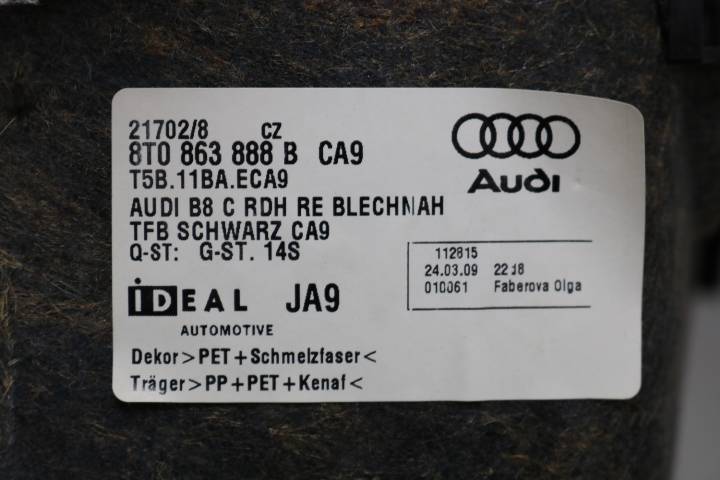 21702/8 CZ
8T0 863 888 B CA9
T5B.11BA.ECA9
AUDI B8 C RDH RE BLECHNAH
TFB SCHWARZ CA9
Q-ST: G-ST. 14S
Audi
112815
24.03.09 22:18
010061 Faberova Olga
IDEAL JA9
AUTOMOTIVE
Dekor>PET+Schmelzfaser<
Träger>PP+PET+Kenaf<